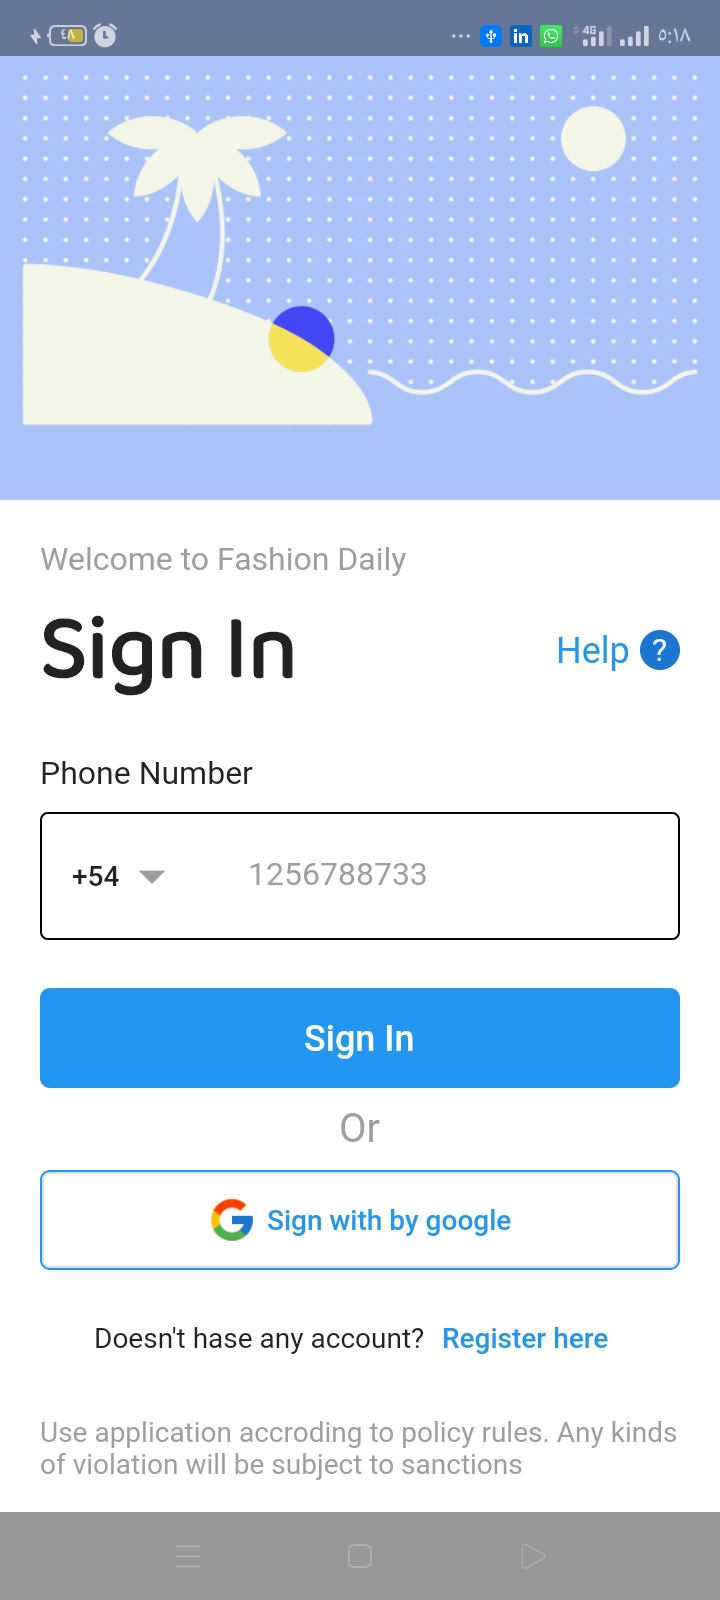 ٤٨ ... in 4G ٥:١٨
Welcome to Fashion Daily
Sign In
Help ?
Phone Number
+54 1256788733
Sign In
Or
G Sign with by google
Doesn't hase any account? Register here
Use application accroding to policy rules. Any kinds
of violation will be subject to sanctions